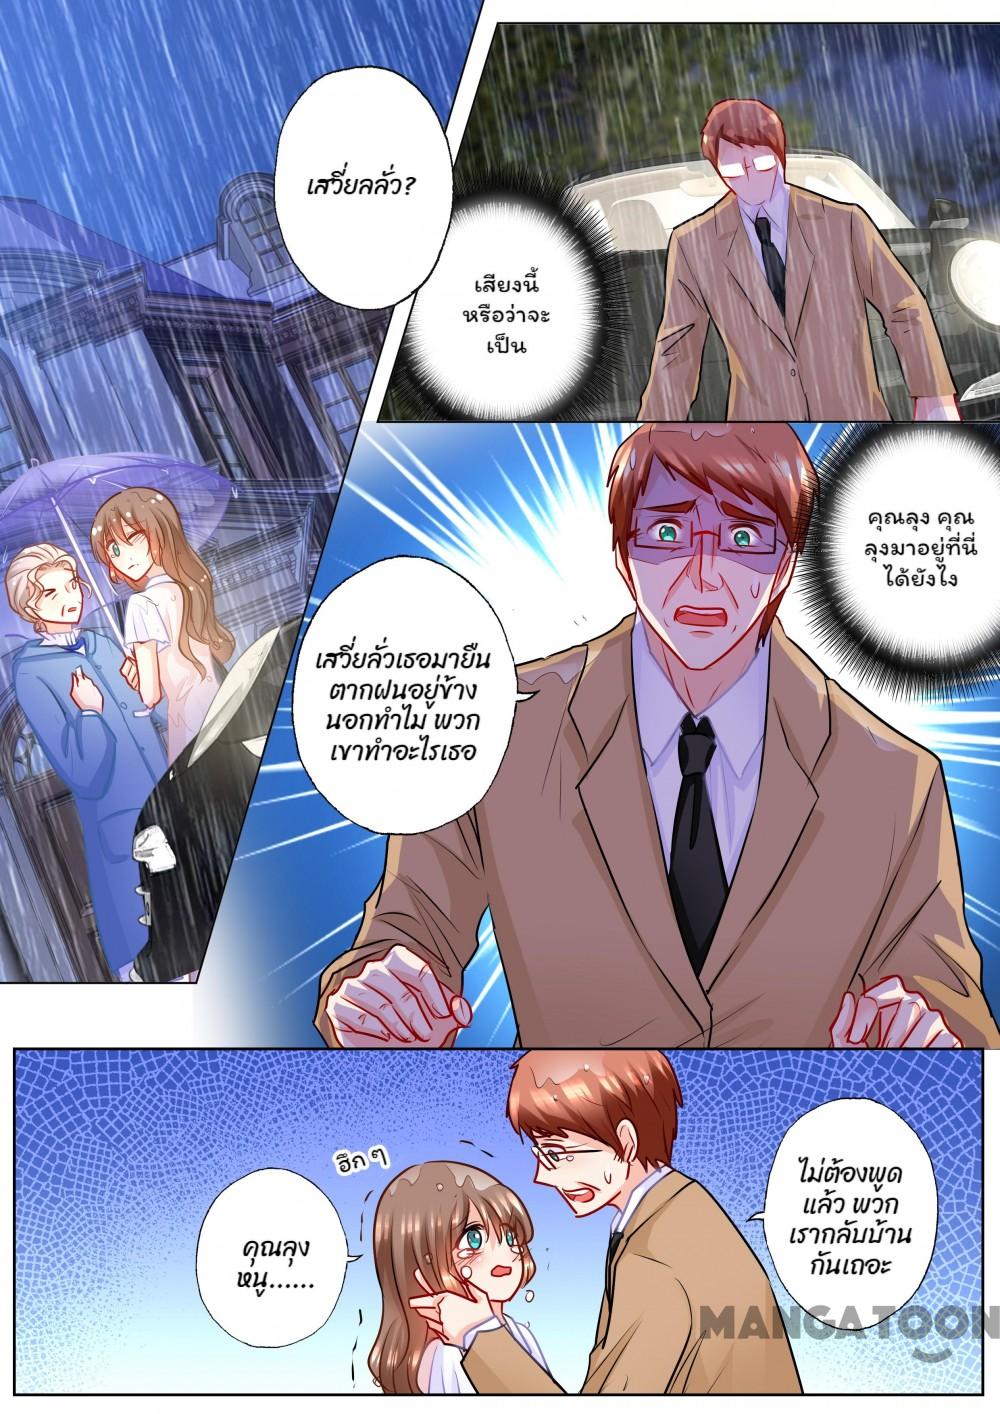 เสวี่ยลลั่ว?
เสียงนี้
หรือว่าจะ
เป็น
คุณลุง คุณ
ลุงมาอยู่ที่นี่
ได้ยังไง
เสวี่ยลั่วเธอมายืน
ตากฝนอยู่ข้าง
นอกทำไม พวก
เขาทำอะไรเธอ
ฮึก ๆ
ไม่ต้องพูด
แล้ว พวก
เรากลับบ้าน
กันเถอะ
คุณลุง
หนู......
MANGATOON